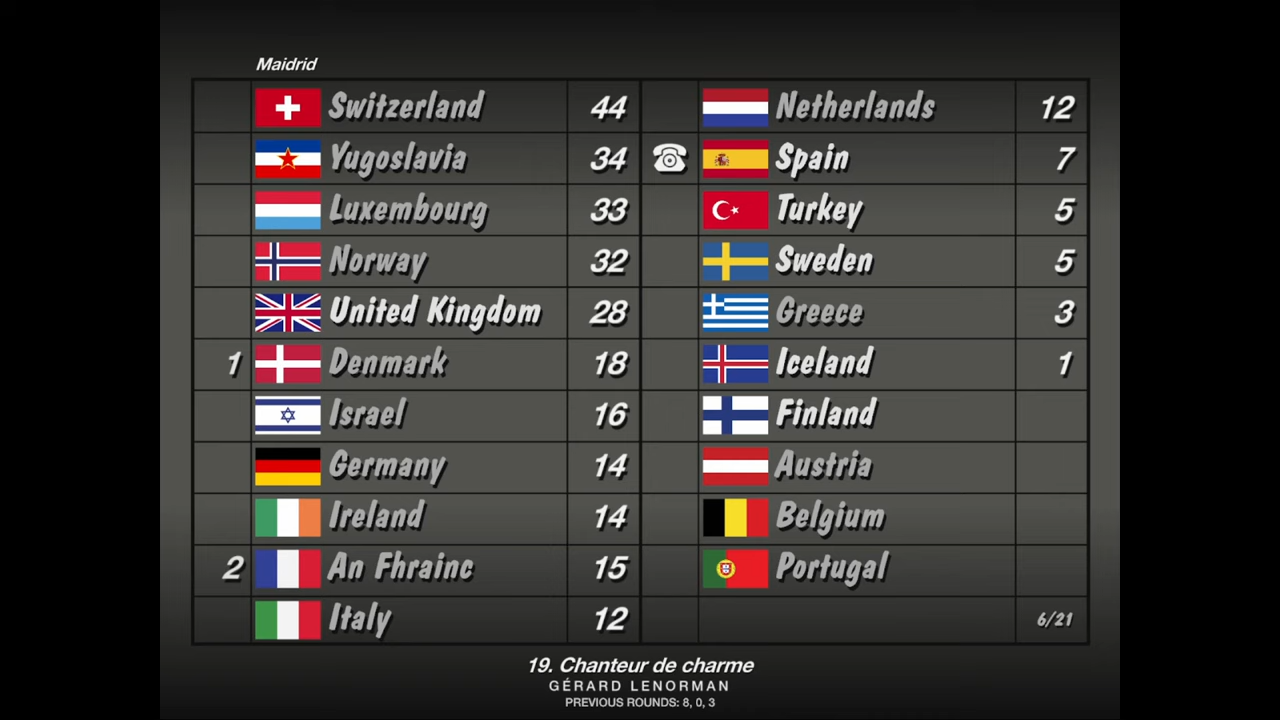 Maidrid
Switzerland 44
Yugoslavia 34
Luxembourg 33
Norway 32
United Kingdom 28
1 Denmark 18
Israel 16
Germany 14
Ireland 14
2 An Fhrainc 15
Italy 12
Netherlands 12
Spain 7
Turkey 5
Sweden 5
Greece 3
Iceland 1
Finland
Austria
Belgium
Portugal
6/21
19. Chanteur de charme
GÉRARD LENORMAN
PREVIOUS ROUNDS: 8, 0, 3